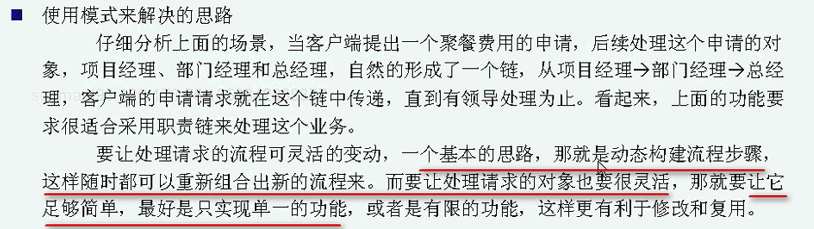 使用模式来解决的思路
仔细分析上面的场景，当客户端提出一个聚餐费用的申请，后续处理这个申请的对
象，项目经理、部门经理和总经理，自然的形成了一个链，从项目经理→部门经理→总经
理，客户端的申请请求就在这个链中传递，直到有领导处理为止。看起来，上面的功能要
求很适合采用职责链来处理这个业务。
要让处理请求的流程可灵活的变动，一个基本的思路，那就是动态构建流程步骤，
这样随时都可以重新组合出新的流程来。而要让处理请求的对象也要很灵活，那就要让它
足够简单，最好是只实现单一的功能，或者是有限的功能，这样更有利于修改和复用。